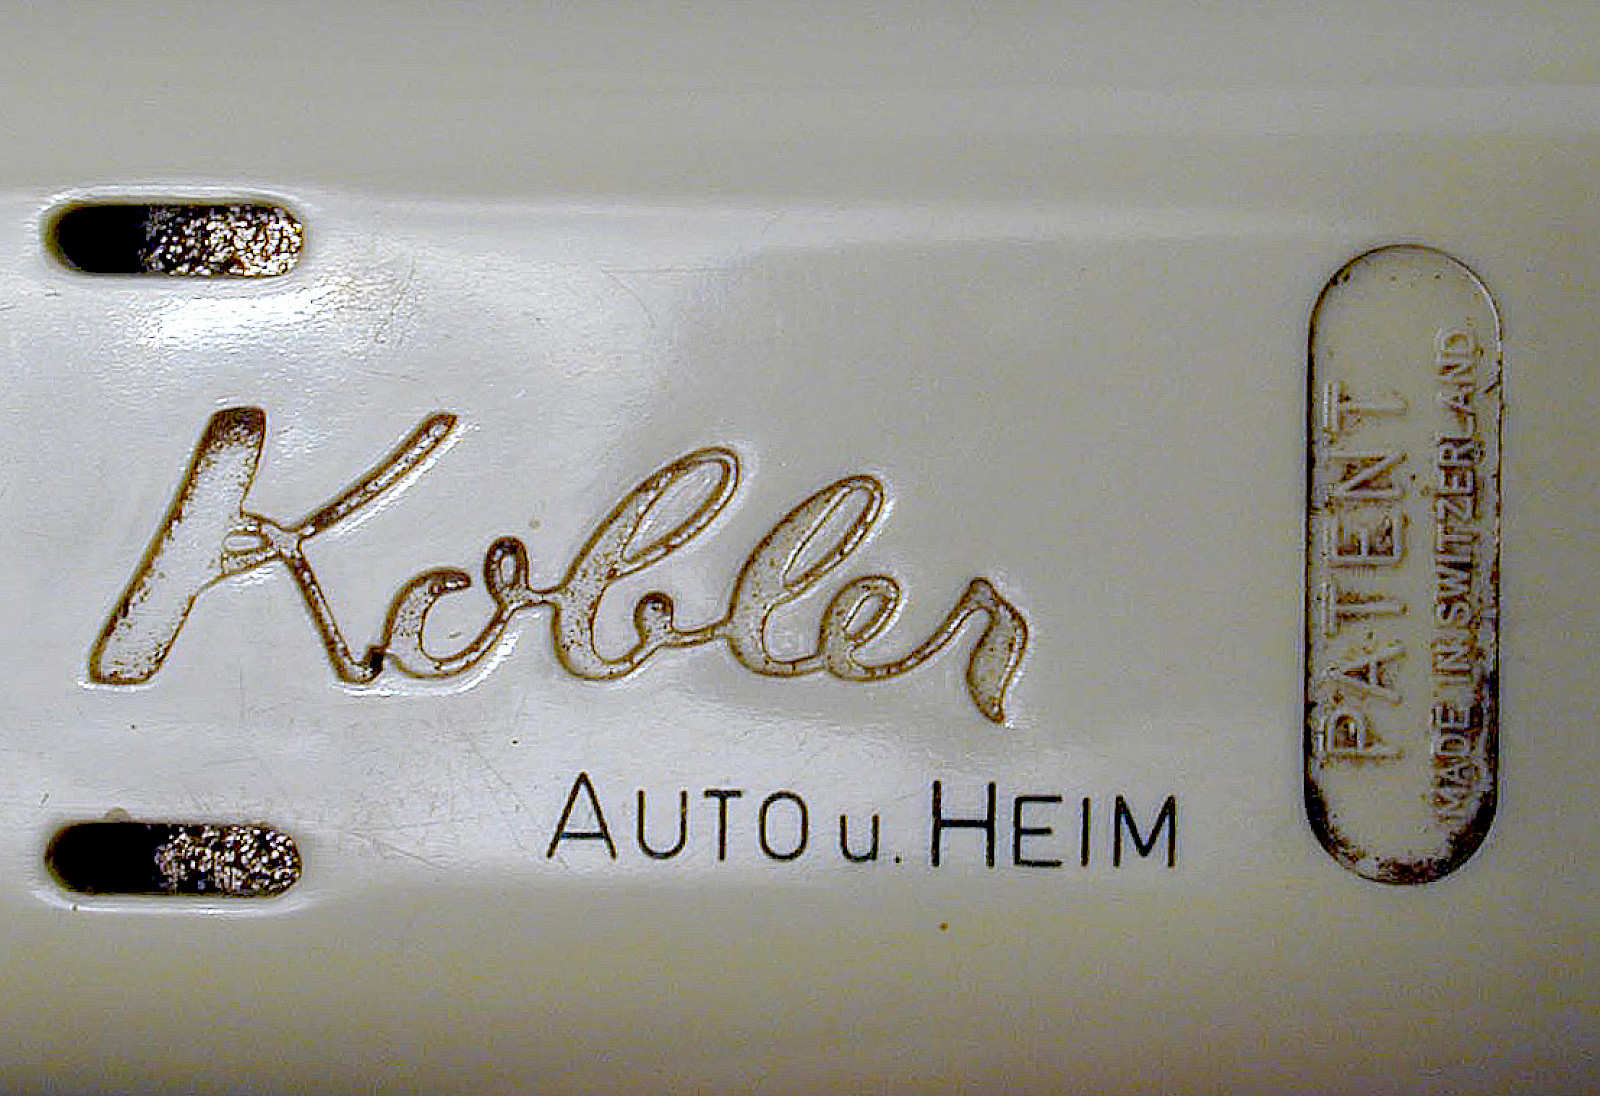 Kobler
AUTO u. HEIM
PATENT
MADE IN SWITZERLAND